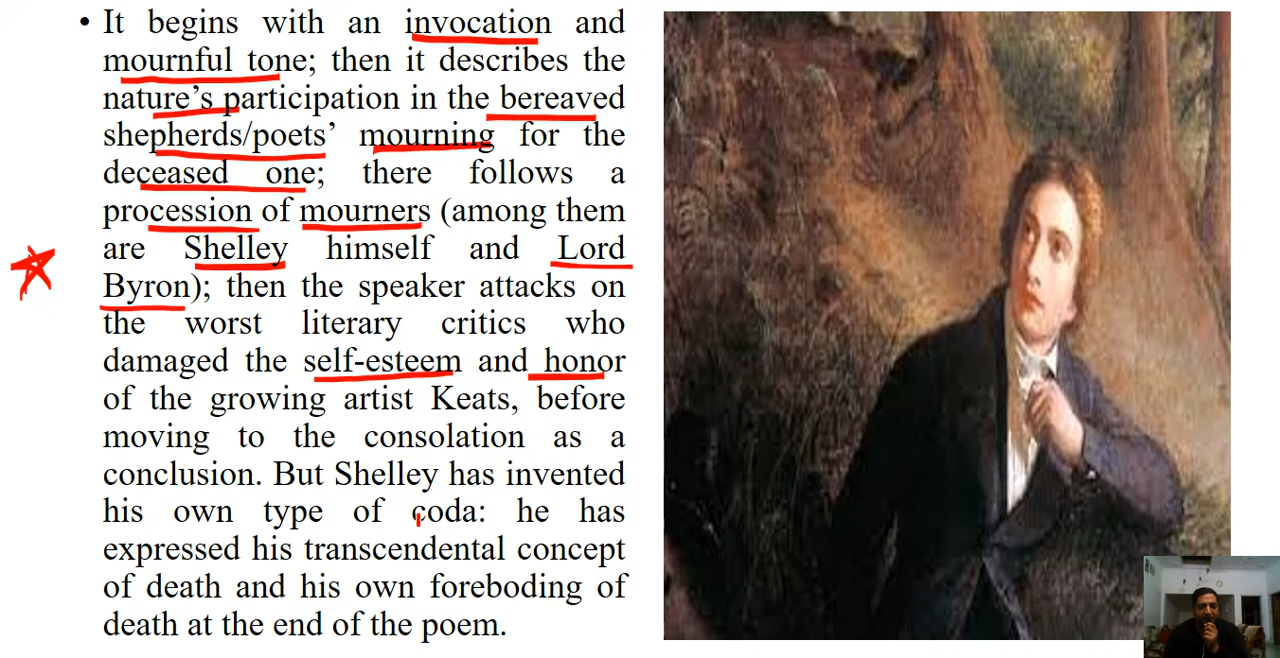 • It begins with an invocation and
mournful tone; then it describes the
nature's participation in the bereaved
shepherds/poets' mourning for the
deceased one; there follows a
procession of mourners (among them
are Shelley himself and Lord
Byron); then the speaker attacks on
the worst literary critics who
damaged the self-esteem and honor
of the growing artist Keats, before
moving to the consolation as a
conclusion. But Shelley has invented
his own type of coda: he has
expressed his transcendental concept
of death and his own foreboding of
death at the end of the poem.